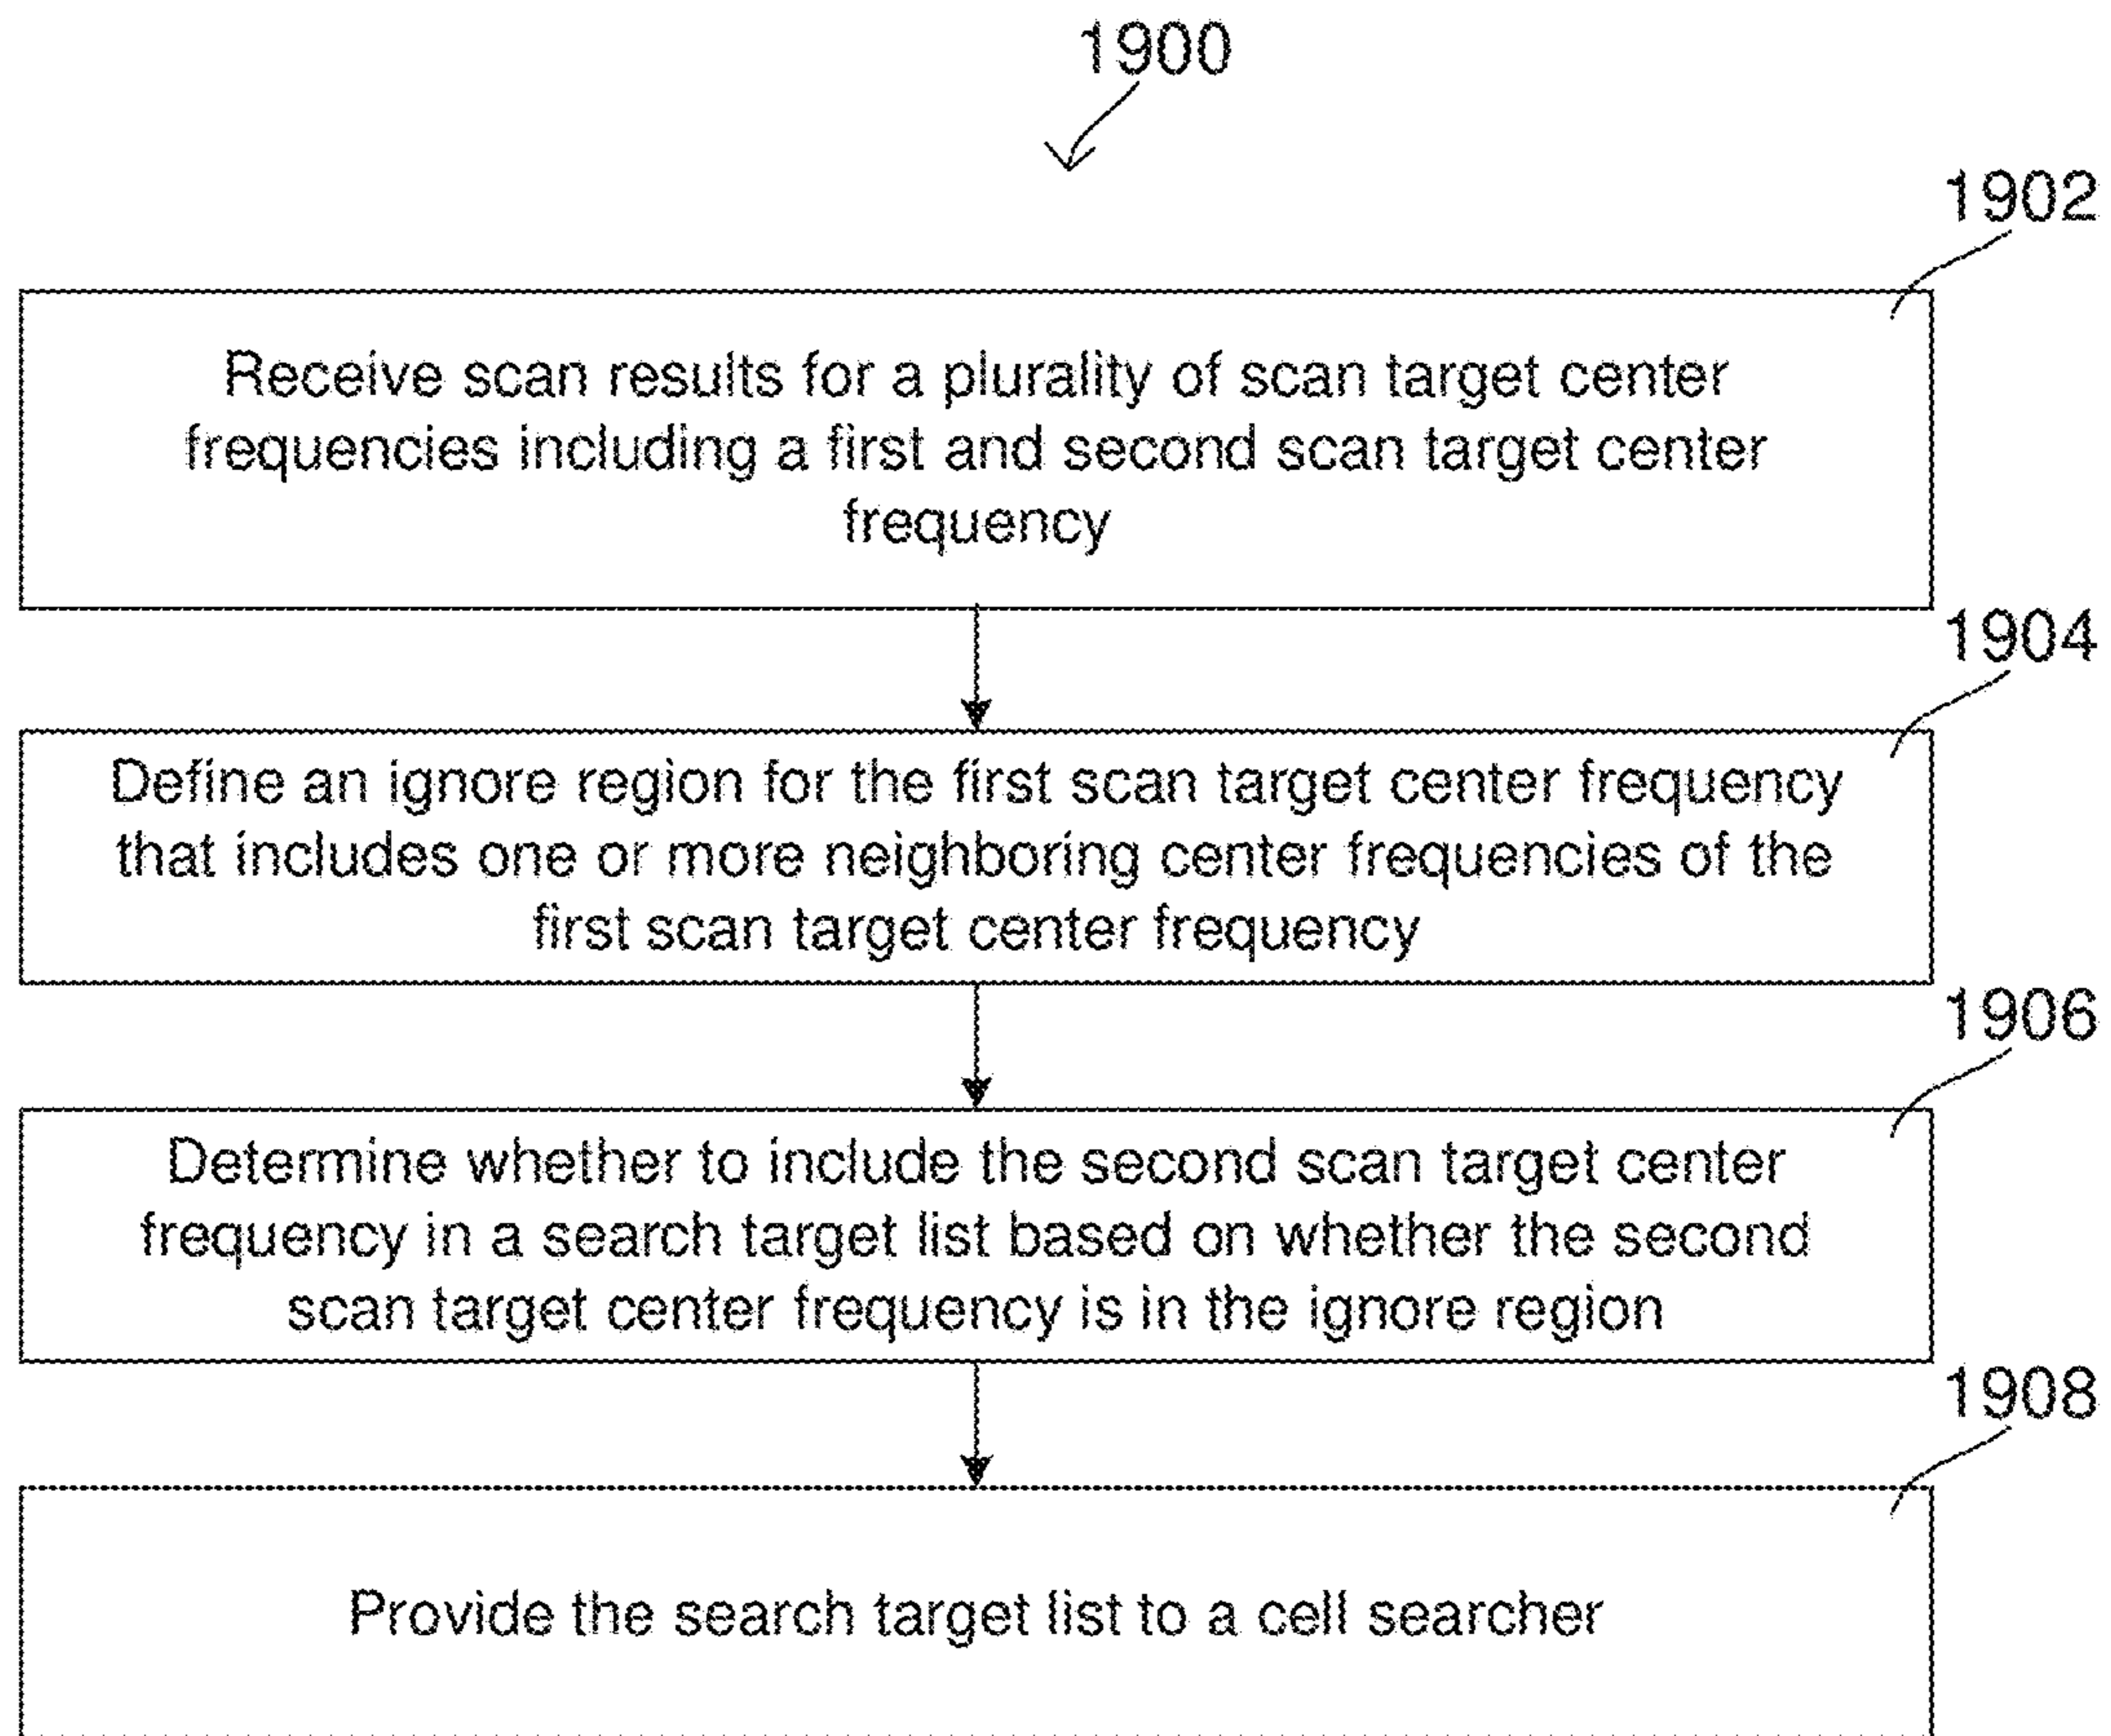 1900
1902
Receive scan results for a plurality of scan target center
frequencies including a first and second scan target center
frequency
1904
Define an ignore region for the first scan target center frequency
that includes one or more neighboring center frequencies of the
first scan target center frequency
1906
Determine whether to include the second scan target center
frequency in a search target list based on whether the second
scan target center frequency is in the ignore region
1908
Provide the search target list to a cell searcher